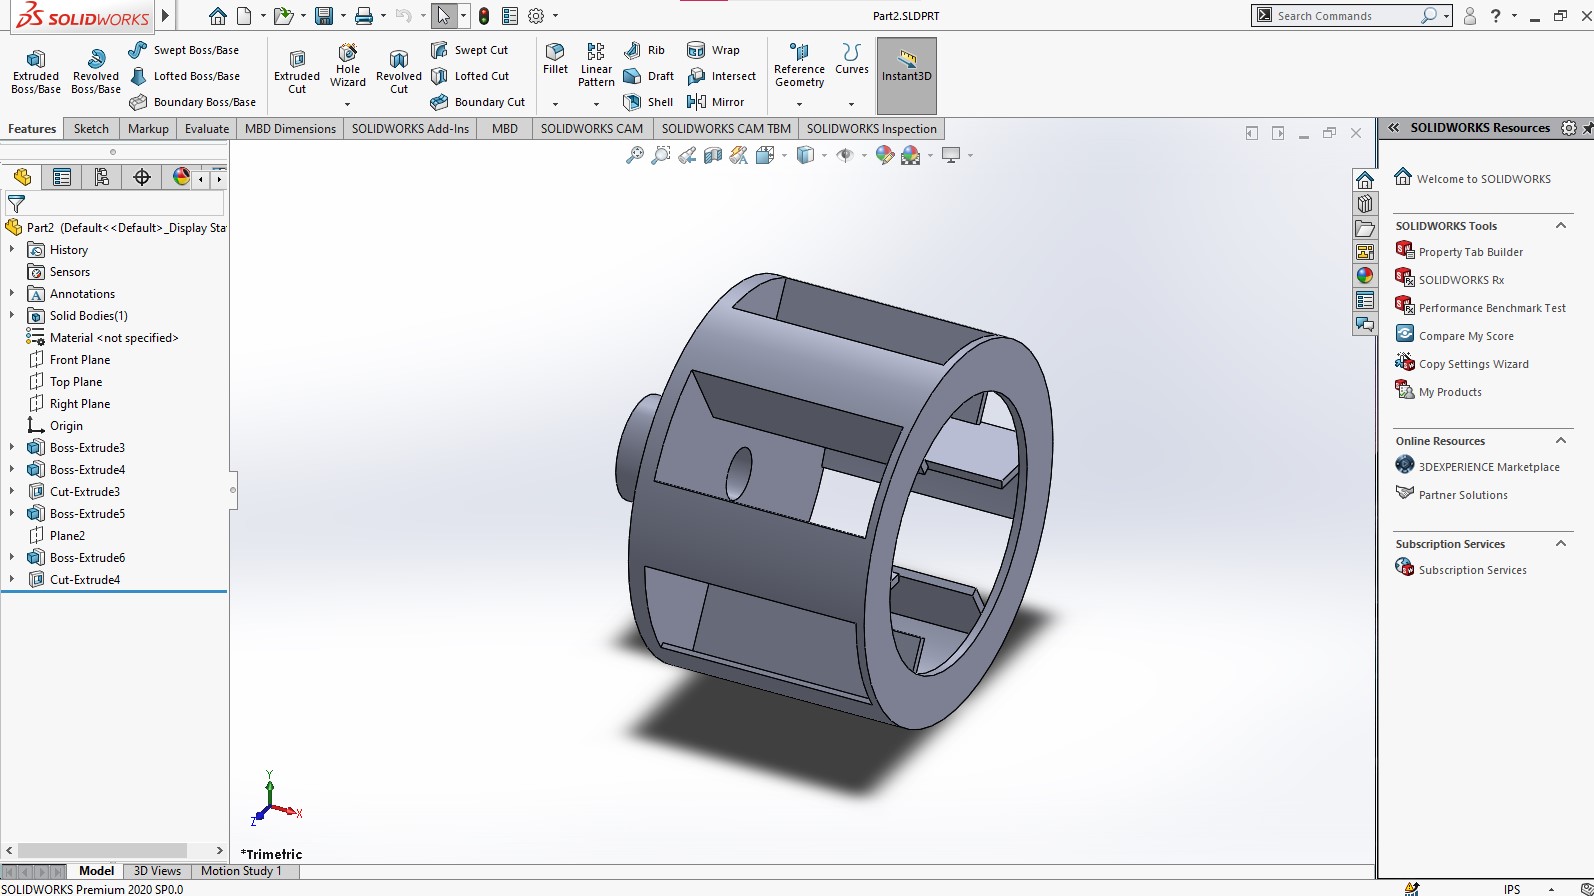 SOLIDWORKS
Part2.SLDPRT
Search Commands
?
Extruded Boss/Base
Revolved Boss/Base
Swept Boss/Base
Lofted Boss/Base
Boundary Boss/Base
Extruded Cut
Hole Wizard
Revolved Cut
Swept Cut
Lofted Cut
Boundary Cut
Fillet
Linear Pattern
Rib
Draft
Shell
Wrap
Intersect
Mirror
Reference Geometry
Curves
Instant3D
Features
Sketch
Markup
Evaluate
MBD Dimensions
SOLIDWORKS Add-Ins
MBD
SOLIDWORKS CAM
SOLIDWORKS CAM TBM
SOLIDWORKS Inspection
Part2 (Default<<Default>_Display Sta
History
Sensors
Annotations
Solid Bodies(1)
Material <not specified>
Front Plane
Top Plane
Right Plane
Origin
Boss-Extrude3
Boss-Extrude4
Cut-Extrude3
Boss-Extrude5
Plane2
Boss-Extrude6
Cut-Extrude4
Y
X
Z
*Trimetric
SOLIDWORKS Resources
Welcome to SOLIDWORKS
SOLIDWORKS Tools
Property Tab Builder
SOLIDWORKS Rx
Performance Benchmark Test
Compare My Score
Copy Settings Wizard
My Products
Online Resources
3DEXPERIENCE Marketplace
Partner Solutions
Subscription Services
Subscription Services
Model
3D Views
Motion Study 1
SOLIDWORKS Premium 2020 SP0.0
IPS